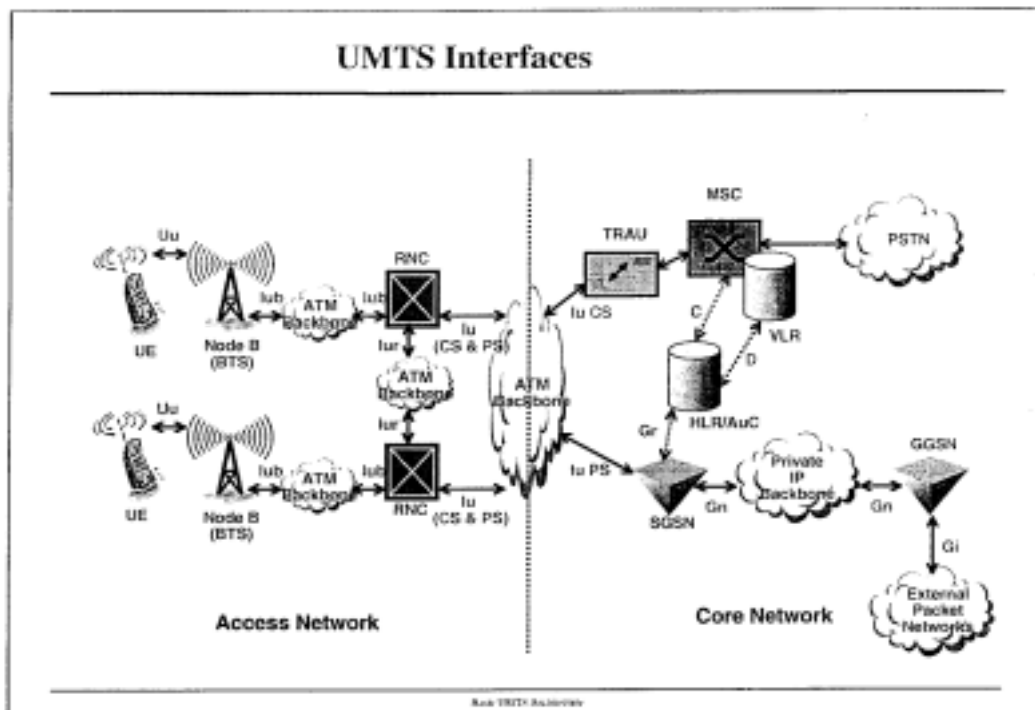 UMTS Interfaces
MSC
TRAU
PSTN
Uu
RNC
Iub
ATM
Backbone
Iub
Iu
(CS & PS)
Iu CS
Node B
(BTS)
UE
Iur
C
VLR
D
ATM
Backbone
ATM
Backbone
HLR/AuC
Iur
Gr
Uu
Iub
ATM
Backbone
Iub
RNC
Iu
(CS & PS)
Iu PS
Node B
(BTS)
UE
SGSN
Gn
Private
IP
Backbone
Gn
GGSN
Gi
External
Packet
Networks
Access Network
Core Network
Basic UMTS Architecture